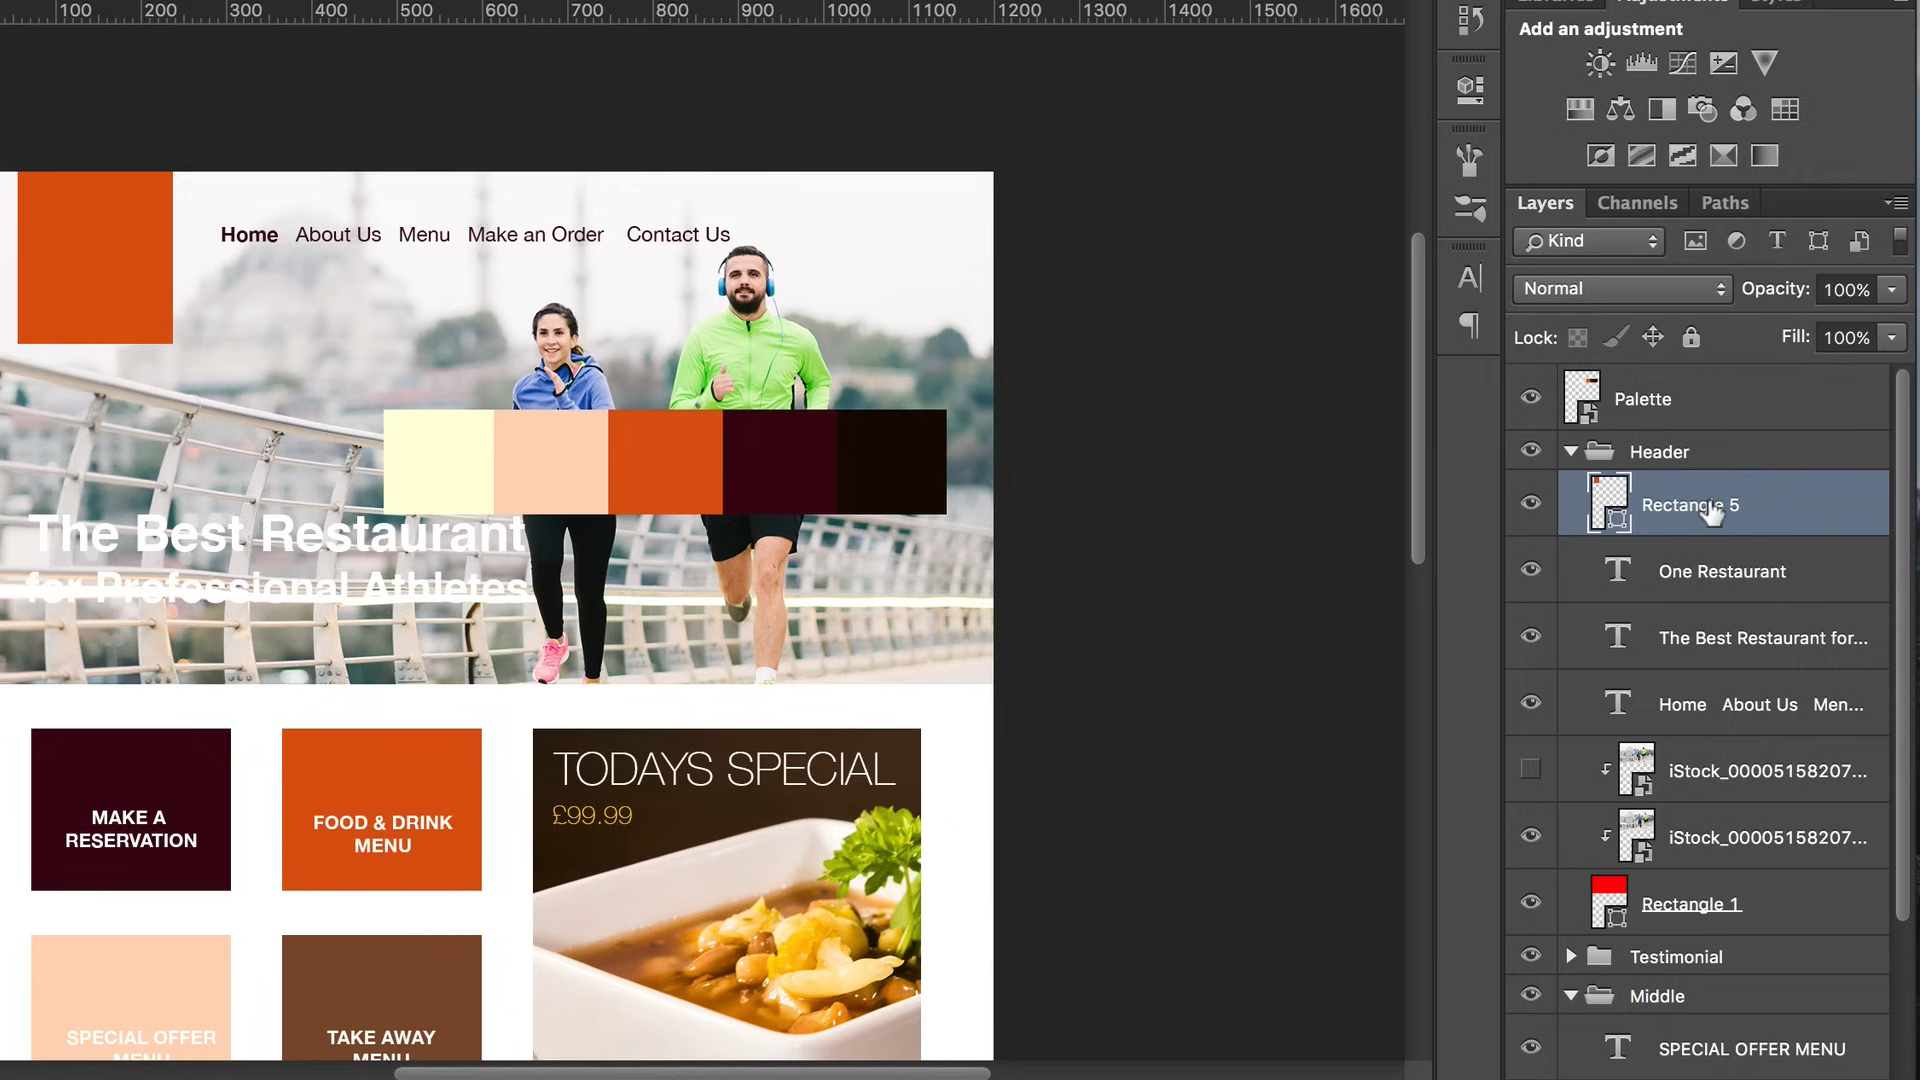 100 200 300 400 500 600 700 800 900 1000 1100 1200 1300 1400 1500 1600
Add an adjustment
Layers Channels Paths
Kind
Normal Opacity: 100%
Lock: Fill: 100%
Palette
Header
Rectangle 5
One Restaurant
The Best Restaurant for...
Home About Us Men...
iStock_00005158207...
iStock_00005158207...
Rectangle 1
Testimonial
Middle
SPECIAL OFFER MENU
Home About Us Menu Make an Order Contact Us
The Best Restaurant
for Professional Athletes
MAKE A
RESERVATION
FOOD & DRINK
MENU
TODAYS SPECIAL
£99.99
SPECIAL OFFER
MENU
TAKE AWAY
MENU